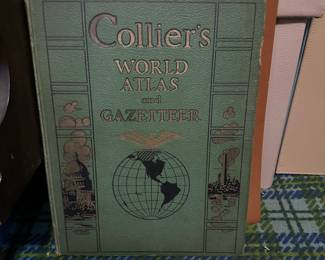 Collier's
WORLD
ATLAS
and
GAZETTEER